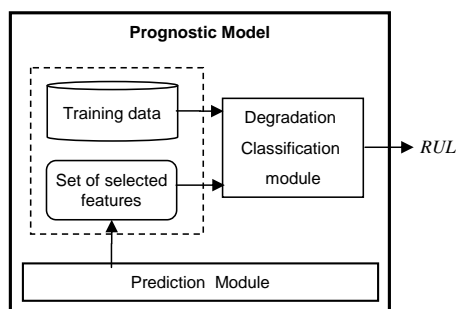 Prognostic Model
Training data
Degradation
Classification
module
RUL
Set of selected
features
Prediction Module